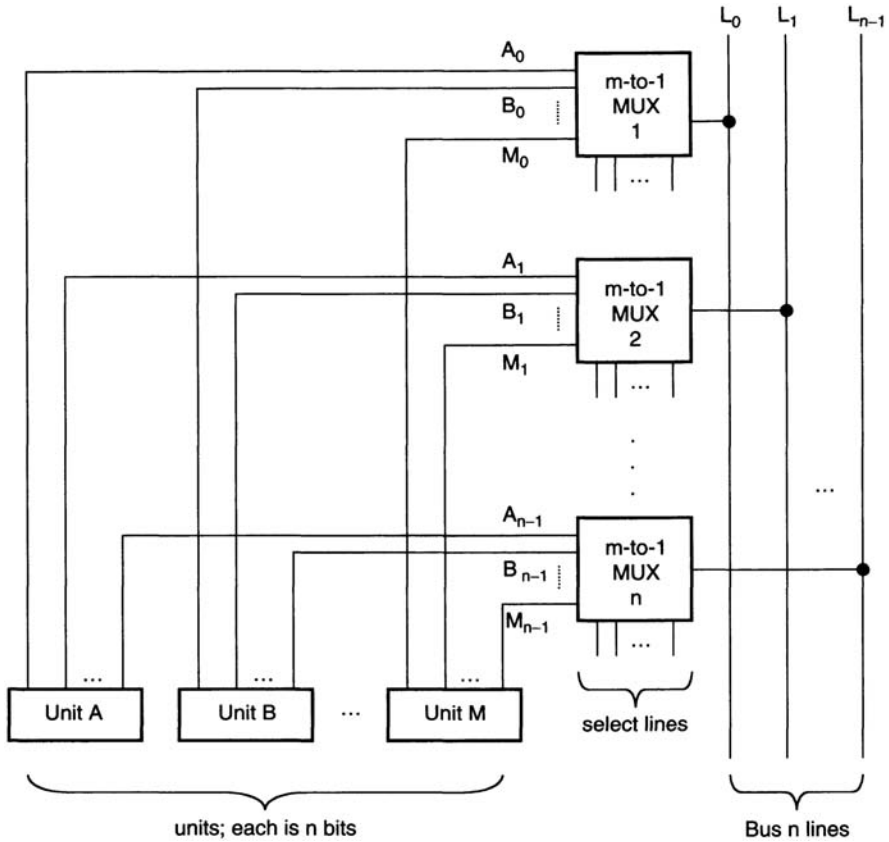 L₀ L₁ Lₙ₋₁
A₀
m-to-1
MUX
1
B₀
M₀
...
A₁
m-to-1
MUX
2
B₁
M₁
...
...
Aₙ₋₁
m-to-1
MUX
n
Bₙ₋₁
Mₙ₋₁
...
... ... ...
Unit A Unit B ... Unit M
select lines
units; each is n bits
Bus n lines